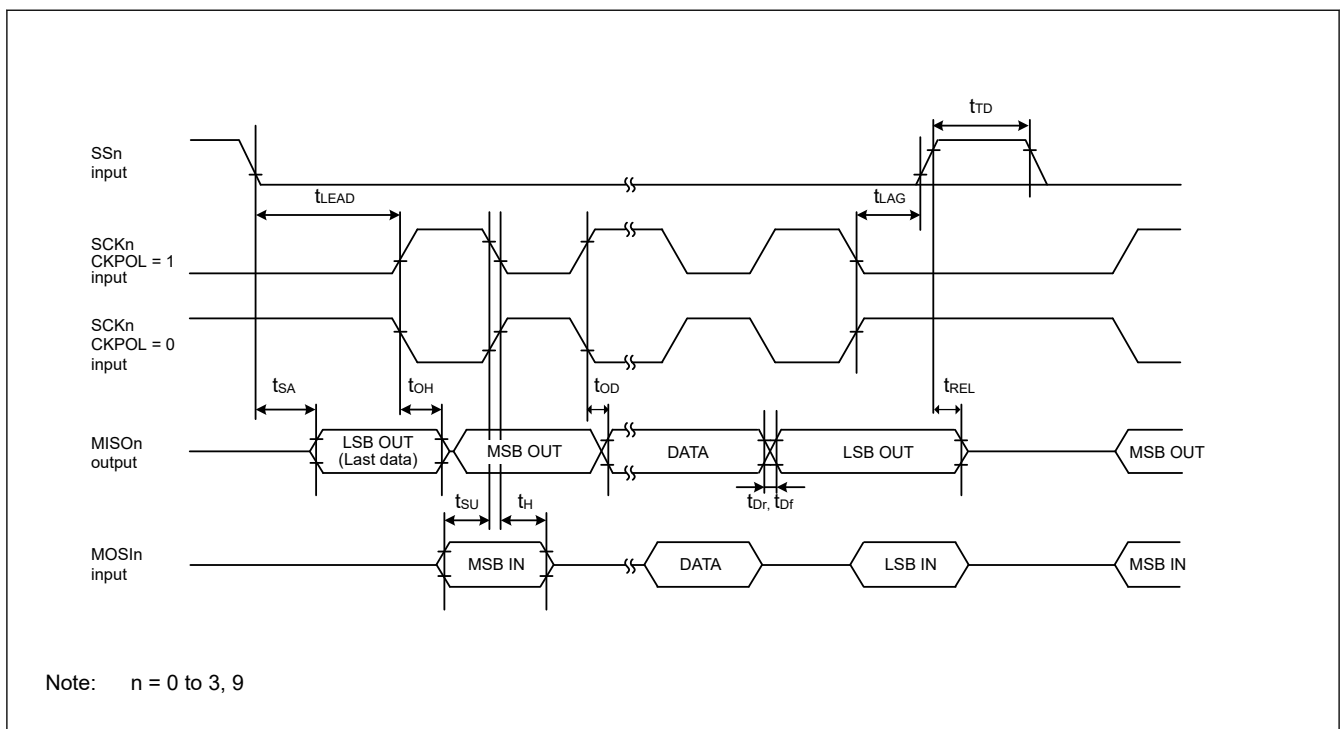 tTD
SSn
input
tLEAD
tLAG
SCKn
CKPOL = 1
input
SCKn
CKPOL = 0
input
tSA
tOH
tOD
tREL
MISOn
output
LSB OUT
(Last data)
MSB OUT
DATA
LSB OUT
MSB OUT
tSU
tH
tDr, tDf
MOSIn
input
MSB IN
DATA
LSB IN
MSB IN
Note: n = 0 to 3, 9